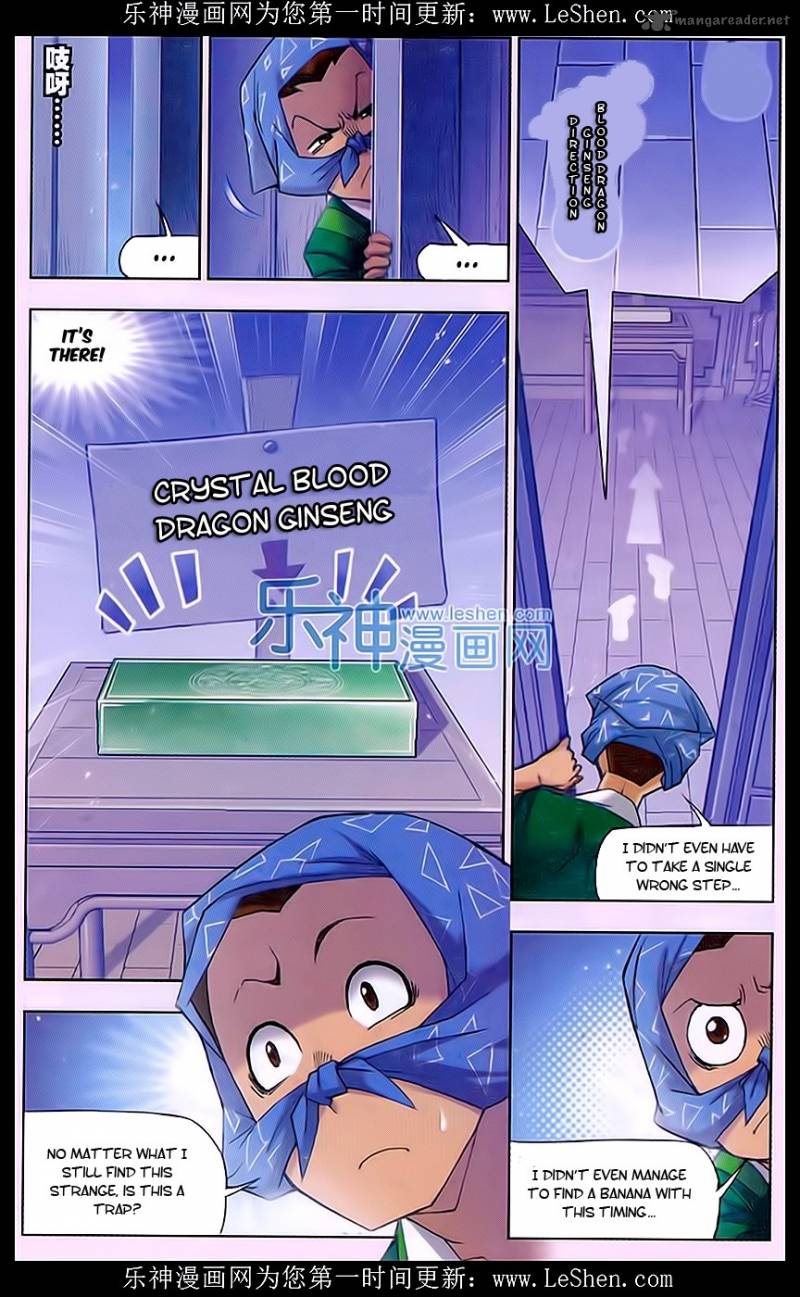 乐神漫画网为您第一时间更新：www.LeShen.com
mangareader.net
吱呀……
...
...
BLOOD DRAGON
GINSENG
DIRECTION
IT'S
THERE!
CRYSTAL BLOOD
DRAGON GINSENG
乐神漫画网
www.leshen.com
I DIDN'T EVEN HAVE
TO TAKE A SINGLE
WRONG STEP...
NO MATTER WHAT I
STILL FIND THIS
STRANGE, IS THIS A
TRAP?
I DIDN'T EVEN MANAGE
TO FIND A BANANA WITH
THIS TIMING...
乐神漫画网为您第一时间更新：www.LeShen.com